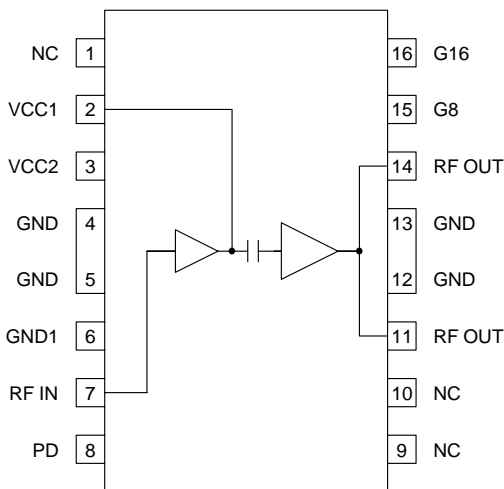 NC 1
VCC1 2
VCC2 3
GND 4
GND 5
GND1 6
RF IN 7
PD 8
16 G16
15 G8
14 RF OUT
13 GND
12 GND
11 RF OUT
10 NC
9 NC